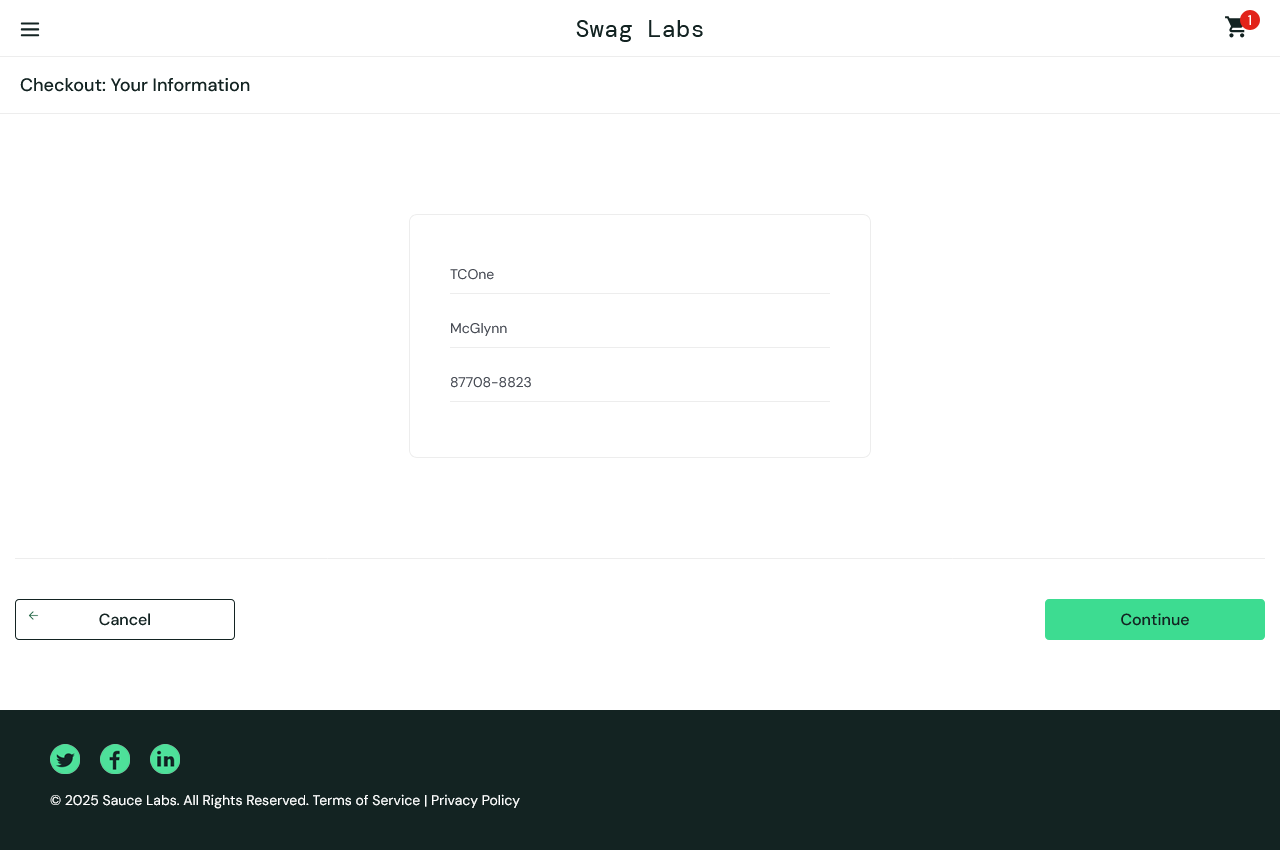 Swag Labs
1
Checkout: Your Information
TCOne
McGlynn
87708-8823
Cancel
Continue
© 2025 Sauce Labs. All Rights Reserved. Terms of Service | Privacy Policy